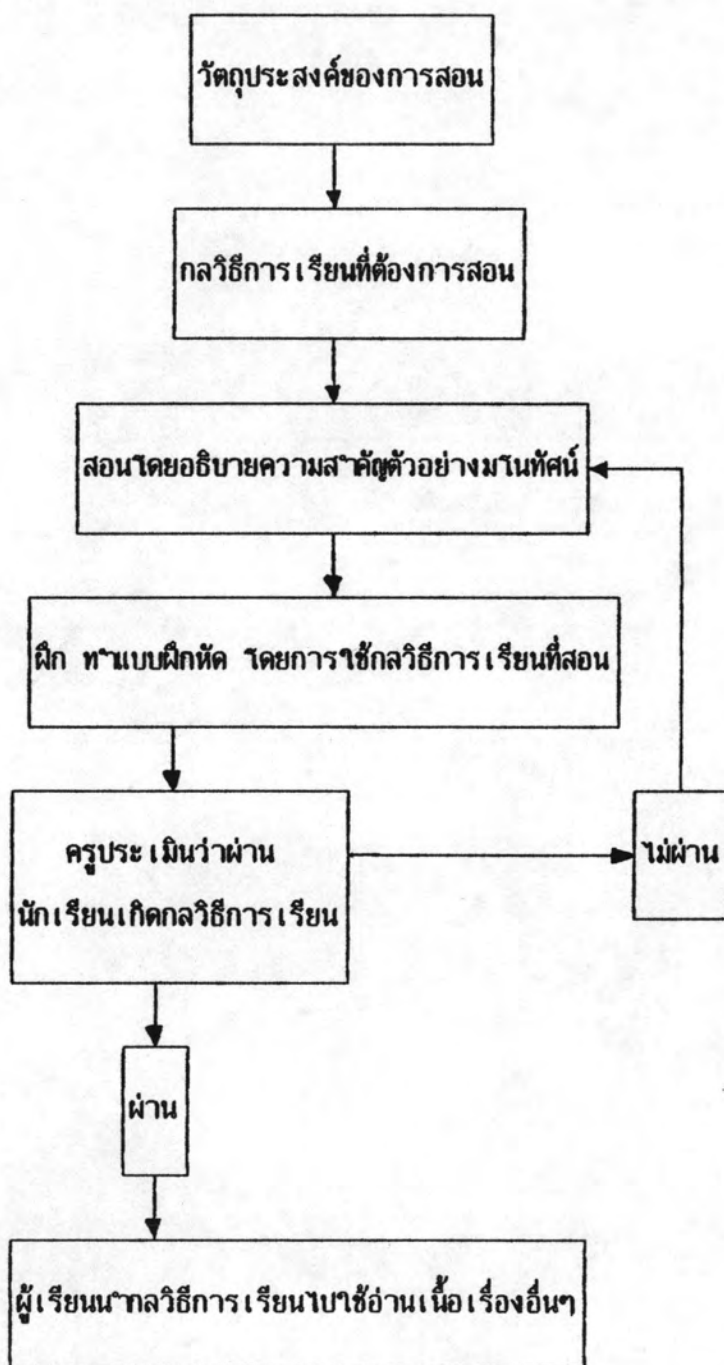 วัตถุประสงค์ของการสอน
กลวิธีการเรียนที่ต้องการสอน
สอนโดยอธิบายความสำคัญตัวอย่างมโนทัศน์
ฝึก ทำแบบฝึกหัด โดยการใช้กลวิธีการเรียนที่สอน
ครูประเมินว่าผ่าน
นักเรียนเกิดกลวิธีการเรียน
ไม่ผ่าน
ผ่าน
ผู้เรียนนำกลวิธีการเรียนไปใช้อ่านเนื้อเรื่องอื่นๆ